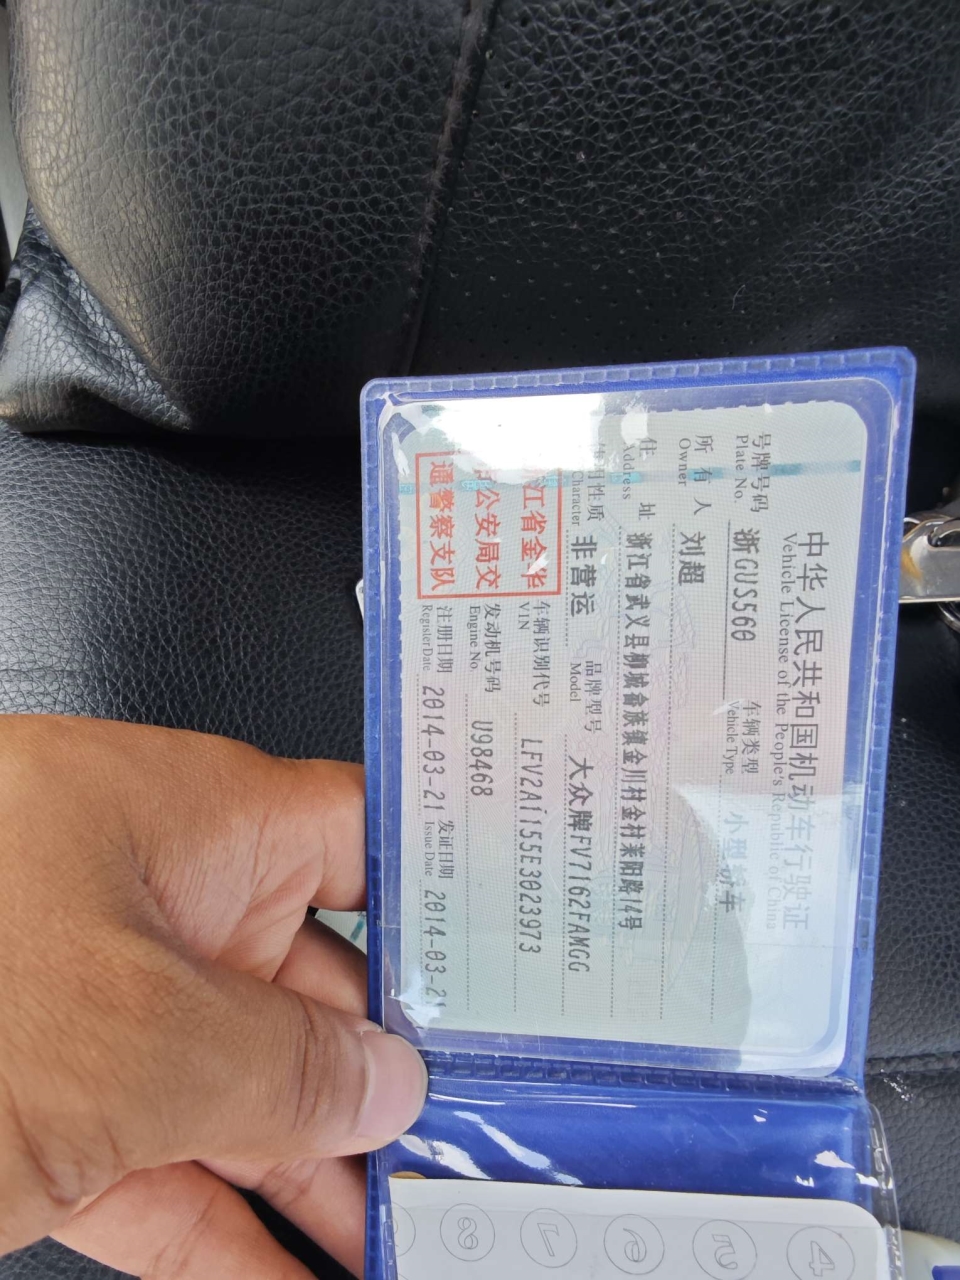 中华人民共和国机动车行驶证
Vehicle License of the People's Republic of China
号牌号码 浙GUS560 车辆类型 小型轿车
Plate No. Vehicle Type
所有人 刘超
Owner
住址 浙江省武义县柳城畲族镇金川村金村莱阳路14号
Address
使用性质 非营运 品牌型号 大众牌FV7162FAMGG
Character Model
江省金华
市公安局交
通警察支队
车辆识别代号 LFV2A1155E3023973
VIN
发动机号码 U98468
Engine No.
注册日期 2014-03-21 发证日期 2014-03-21
Register Date Issue Date